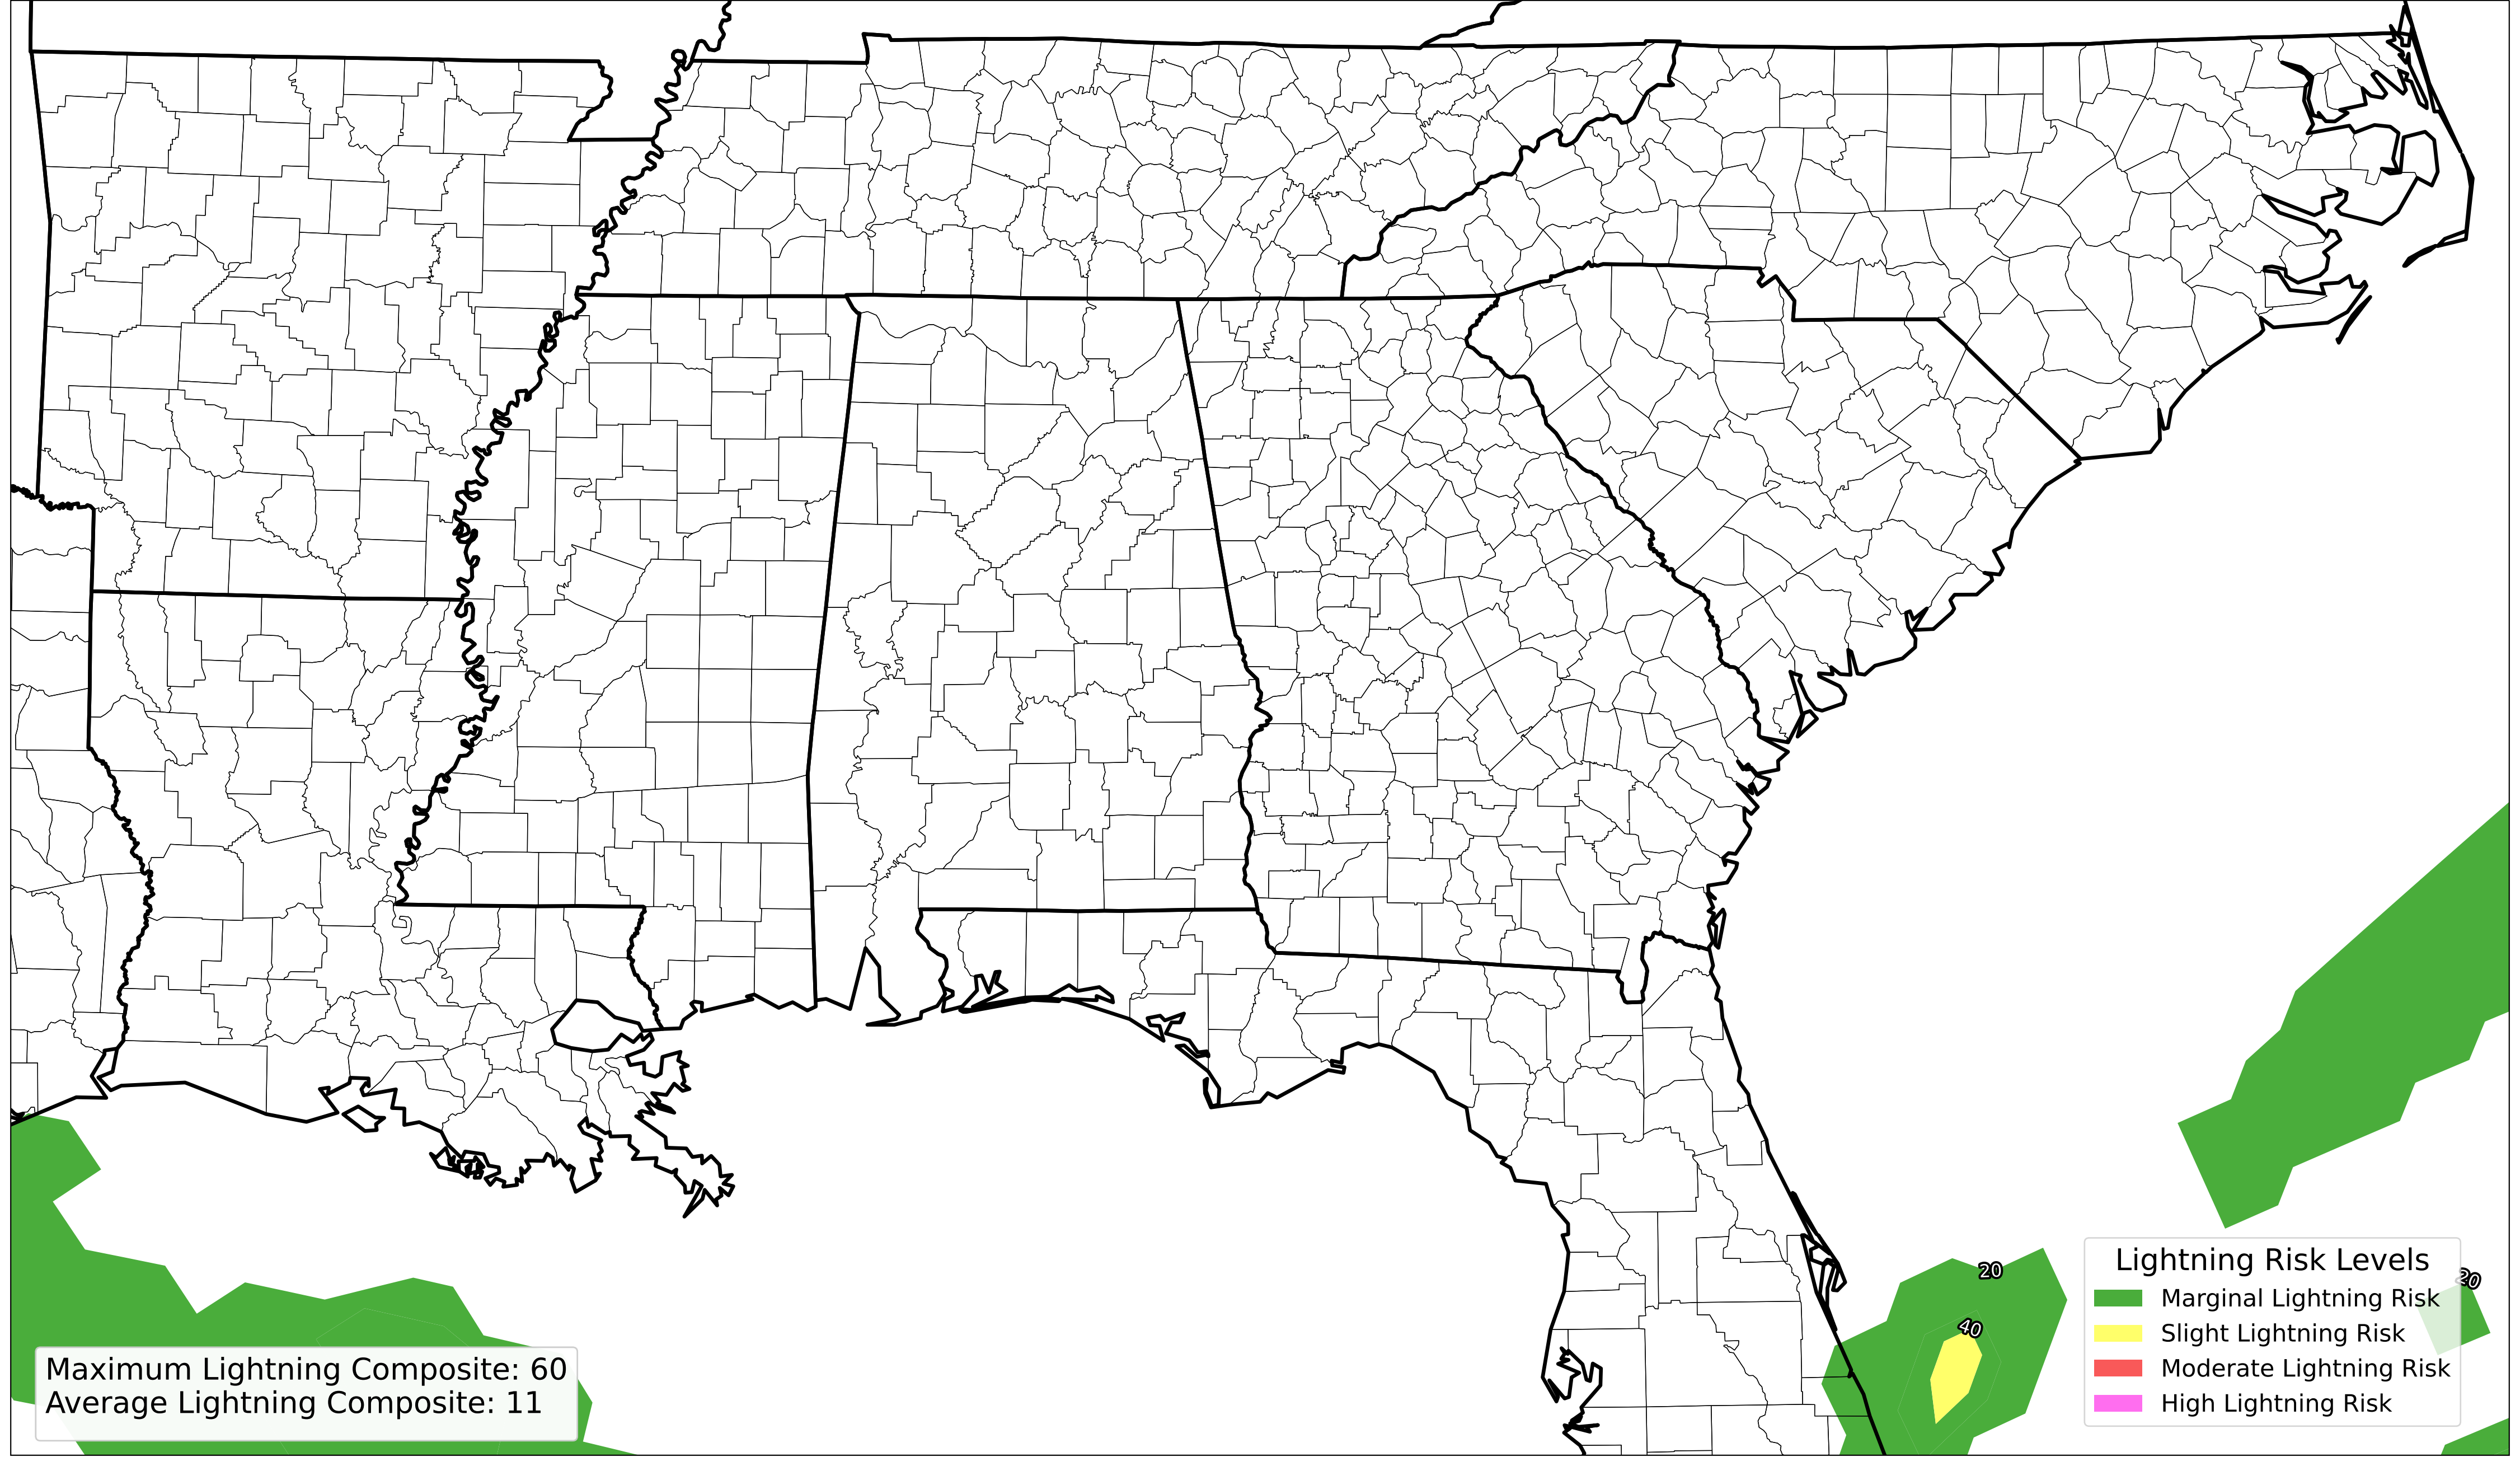 20
20
40
Lightning Risk Levels
Marginal Lightning Risk
Slight Lightning Risk
Moderate Lightning Risk
High Lightning Risk
Maximum Lightning Composite: 60
Average Lightning Composite: 11